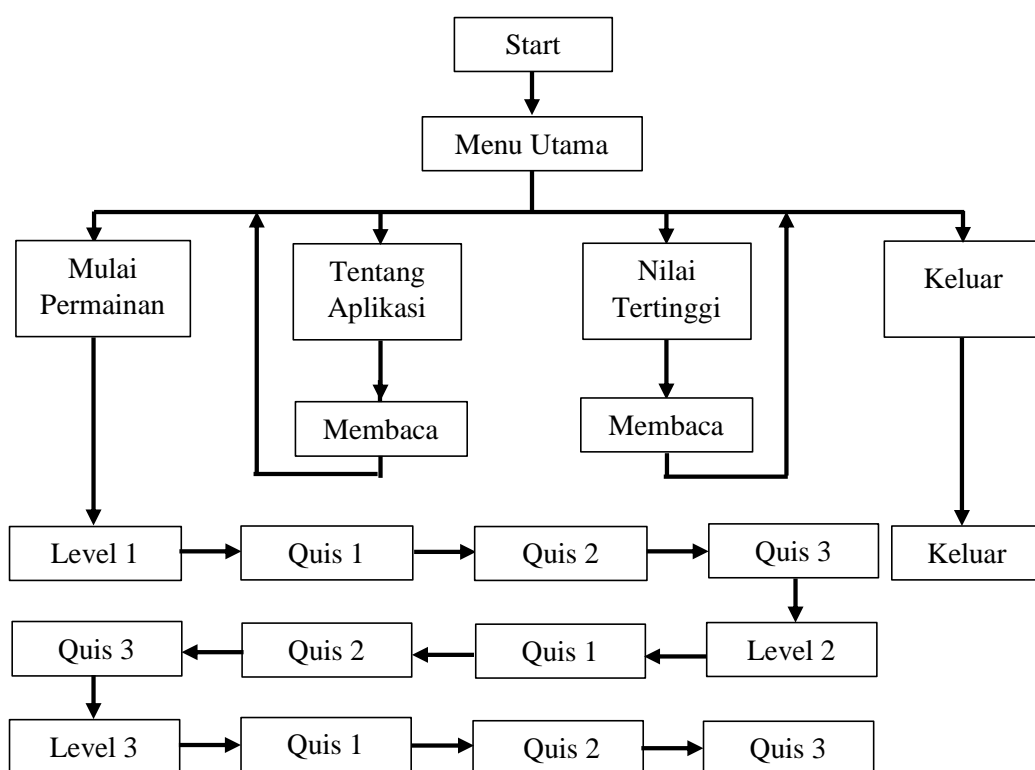 Start
Menu Utama
Mulai
Permainan
Tentang
Aplikasi
Nilai
Tertinggi
Keluar
Membaca
Membaca
Level 1
Quis 1
Quis 2
Quis 3
Keluar
Quis 3
Quis 2
Quis 1
Level 2
Level 3
Quis 1
Quis 2
Quis 3